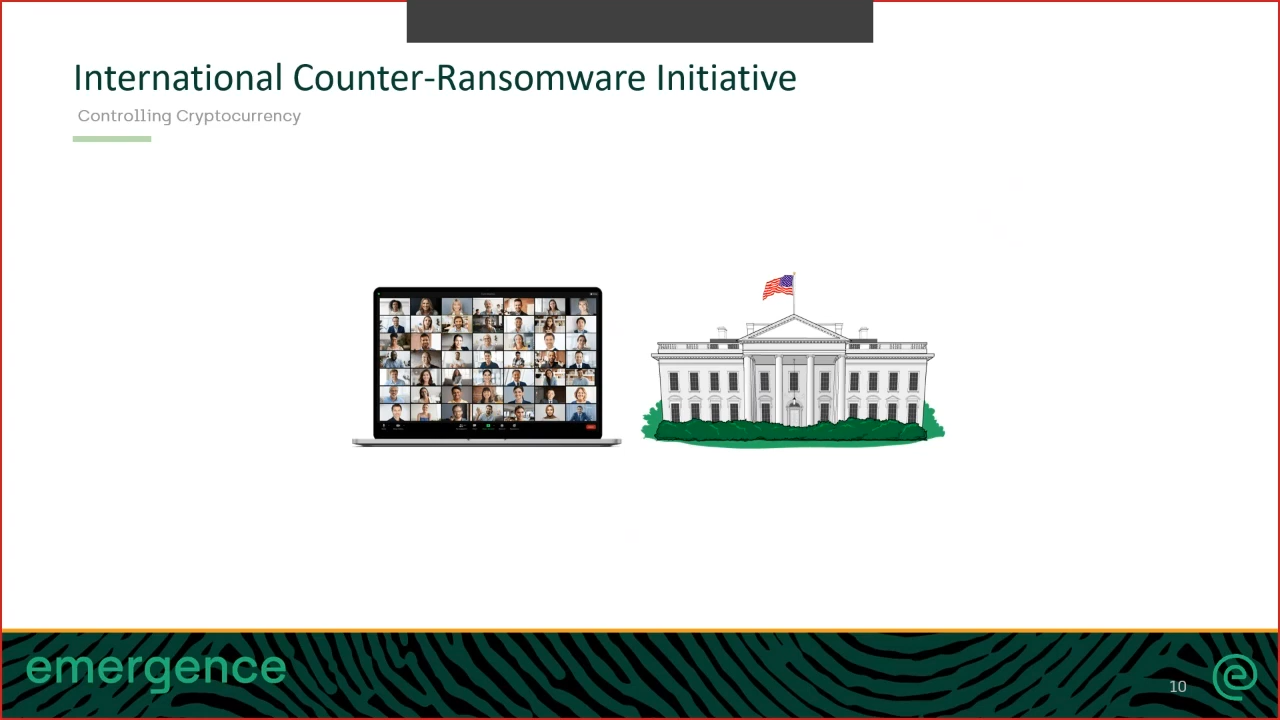 International Counter-Ransomware Initiative
Controlling Cryptocurrency
emergence
10